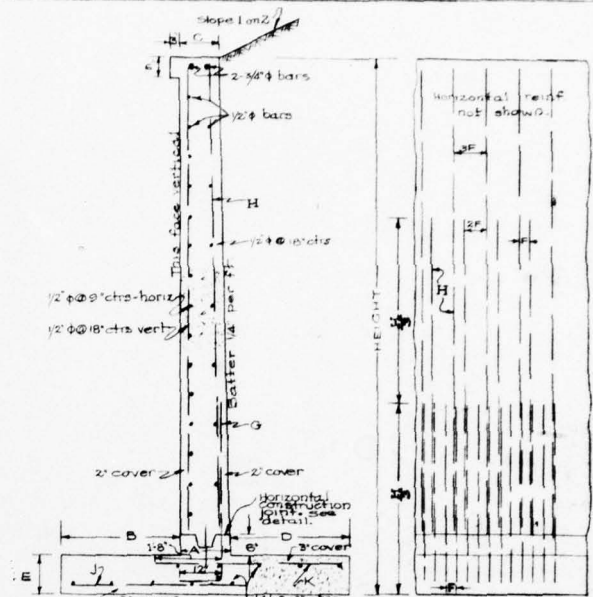 Slope 1 on 2
C
6"
2-3/4" φ bars
1/2" φ bars
Horizontal reinf.
not shown.
3F
This face vertical
H
2F
F
1/2" φ @ 18" ctrs
H
1/2" φ @ 9" ctrs-horiz
1/2" φ @ 18" ctrs vert
Batter 1/4" per ft.
HEIGHT
G
2" cover
2" cover
Horizontal
construction
joint. see
detail.
B
D
1'-8"
A
6"
3" cover
E
J
12"
K
F